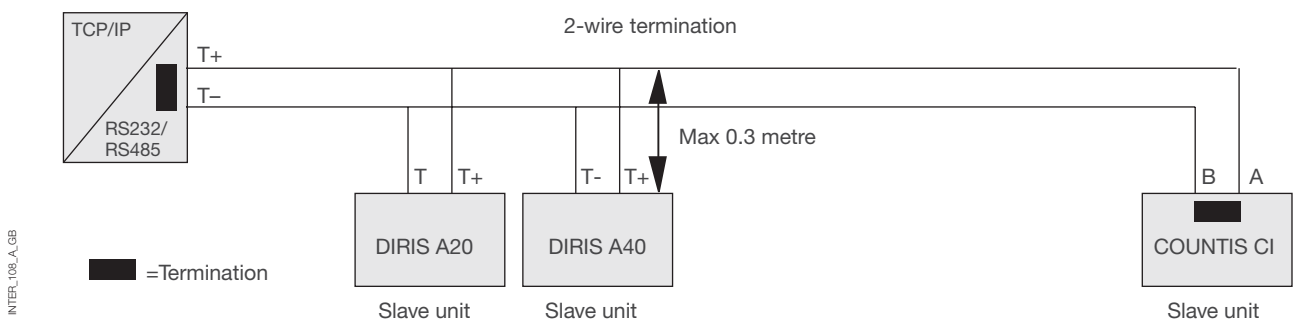 TCP/IP
2-wire termination
T+
T–
RS232/
RS485
Max 0.3 metre
T T+ T- T+ B A
DIRIS A20 DIRIS A40 COUNTIS CI
=Termination
Slave unit Slave unit Slave unit
INTER_108_A_GB